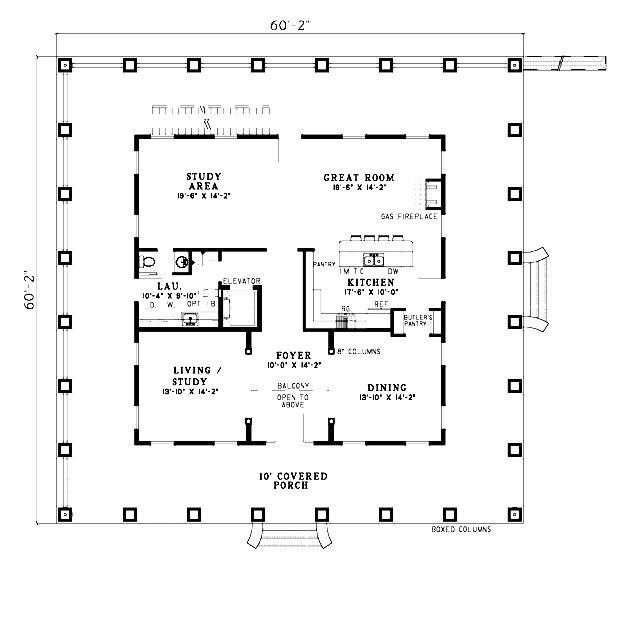 60'-2"
60'-2"
STUDY
AREA
19'-6" X 14'-2"
GREAT ROOM
18'-6" X 14'-2"
GAS FIREPLACE
PANTRY
I M T C
DW
KITCHEN
17'-6" X 10'-0"
REF
BUTLER'S
PANTRY
ELEVATOR
LAU.
10'-4" X 9'-10"
D. W.
OPT
B
FOYER
10'-0" X 14'-2"
8" COLUMNS
BALCONY
OPEN TO
ABOVE
LIVING /
STUDY
13'-10" X 14'-2"
DINING
13'-10" X 14'-2"
10' COVERED
PORCH
BOXED COLUMNS